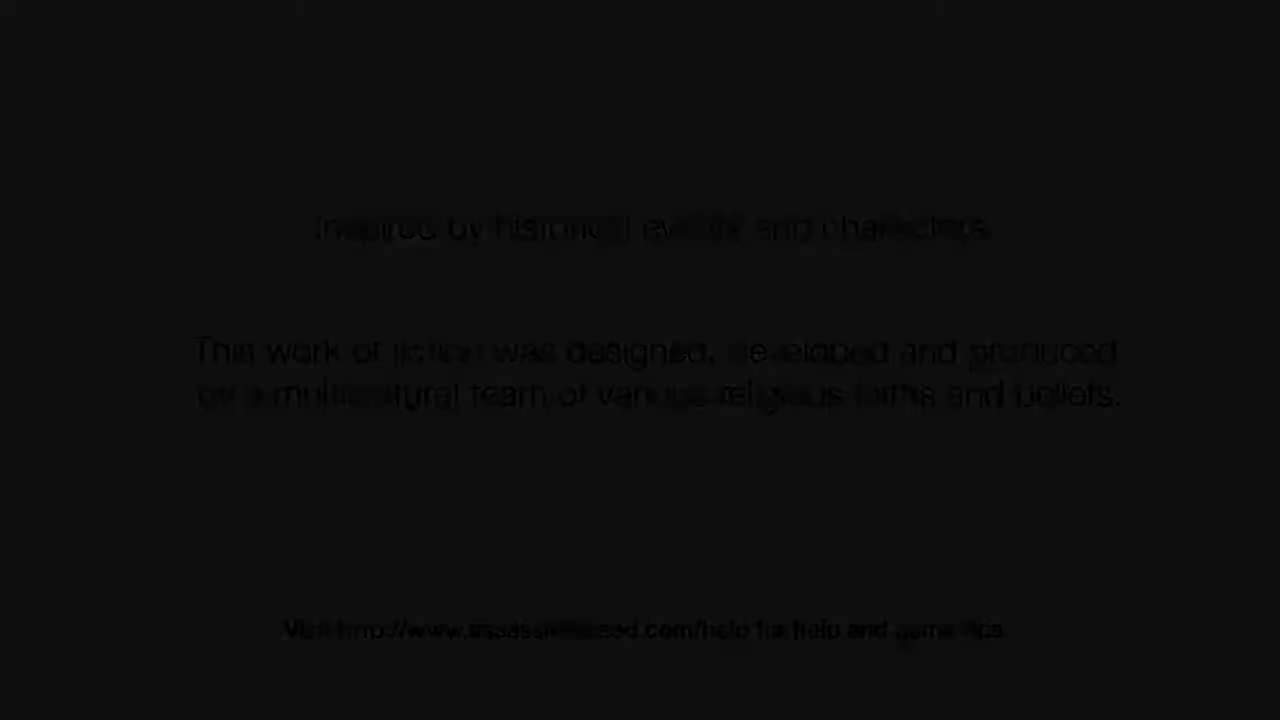 Inspired by historical events and characters.
This work of fiction was designed, developed and produced
by a multicultural team of various religious faiths and beliefs.
Visit http://www.assassinscreed.com/help for help and game tips.